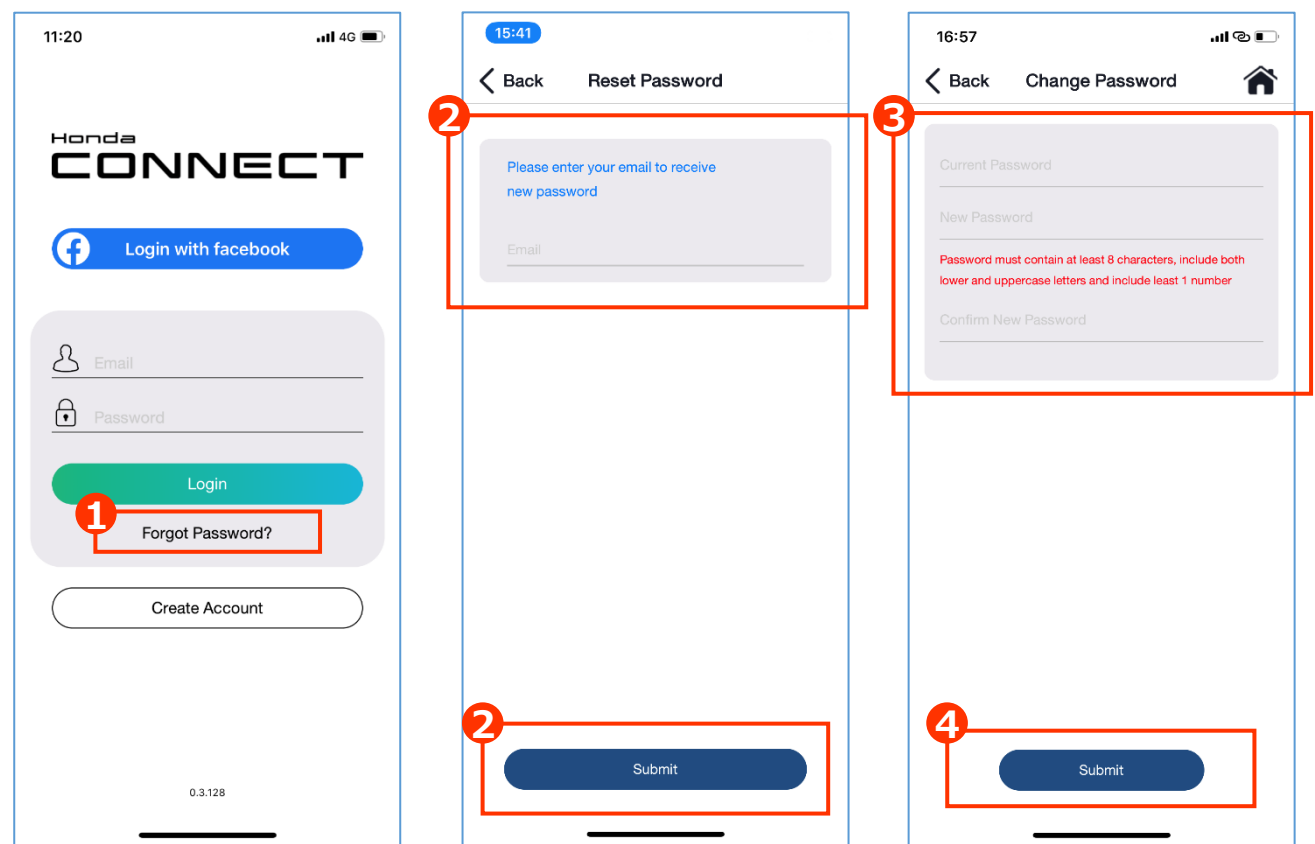 11:20
4G
Honda
CONNECT
Login with facebook
Email
Password
Login
1
Forgot Password?
Create Account
0.3.128
15:41
Back
Reset Password
2
Please enter your email to receive
new password
Email
2
Submit
16:57
Back
Change Password
3
Current Password
New Password
Password must contain at least 8 characters, include both
lower and uppercase letters and include least 1 number
Confirm New Password
4
Submit